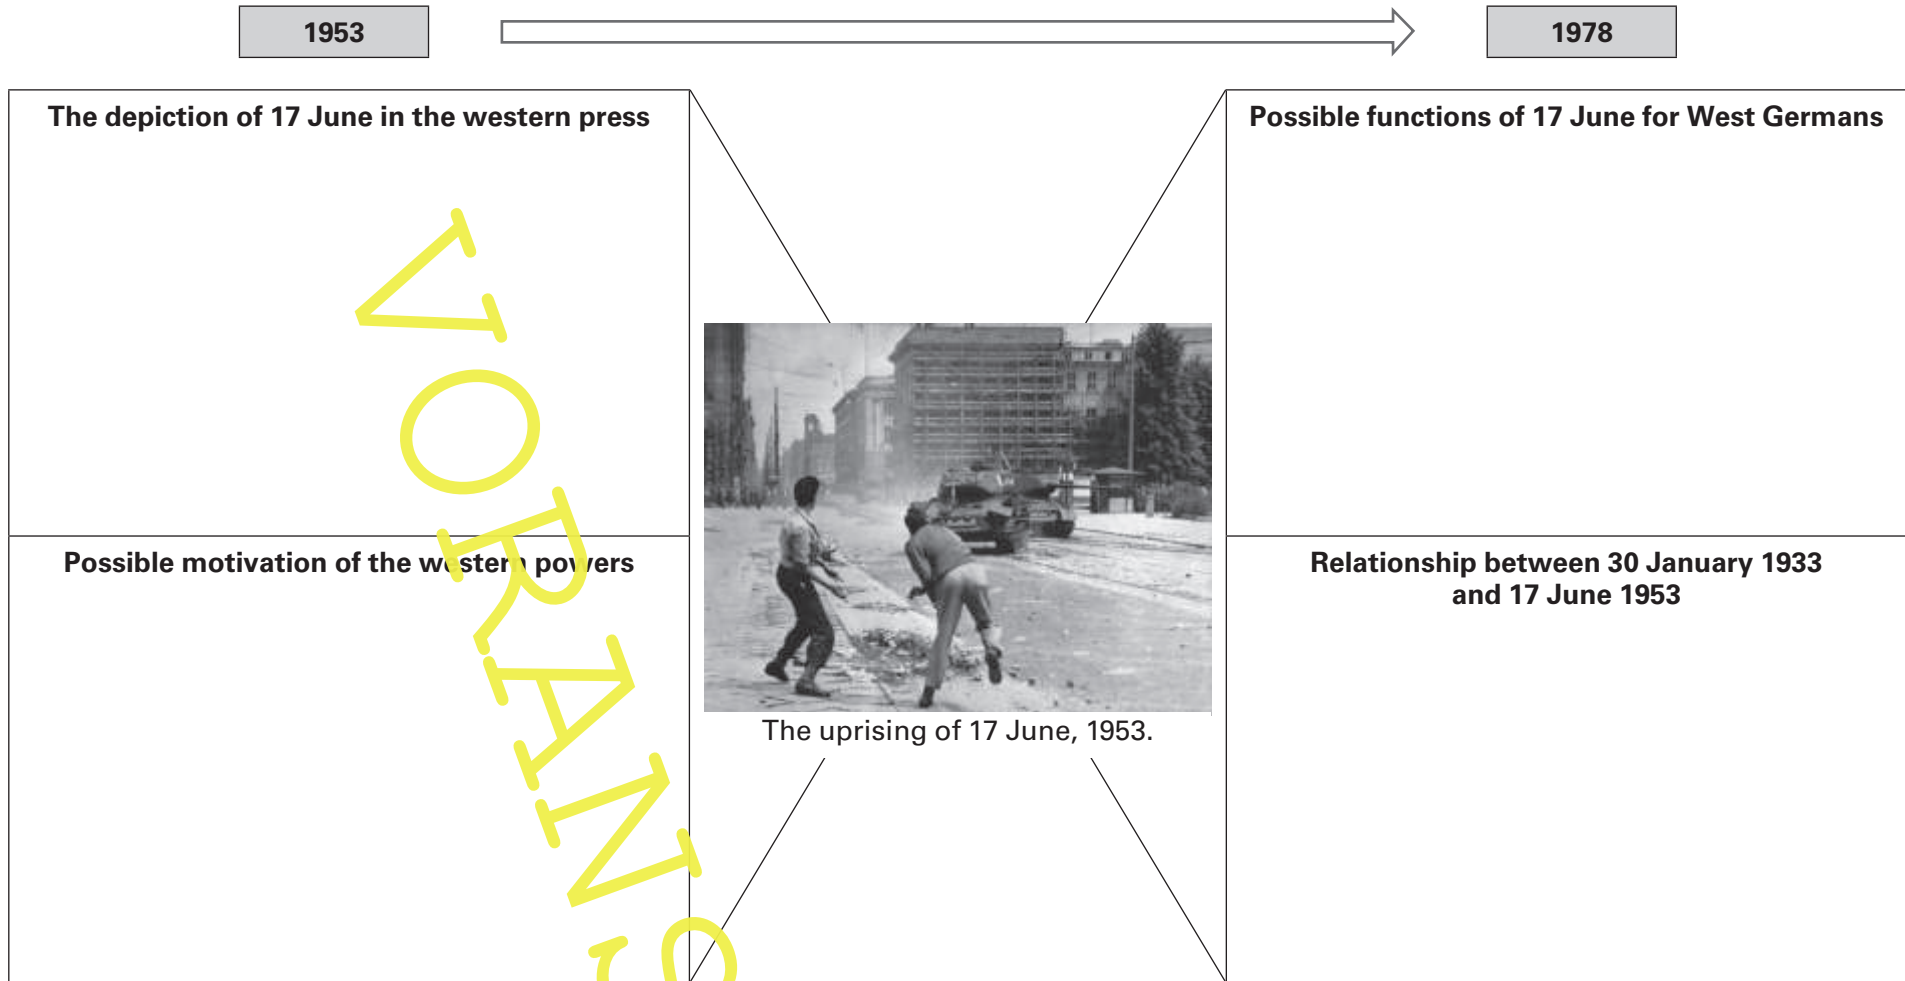 1953
1978
The depiction of 17 June in the western press
Possible functions of 17 June for West Germans
Possible motivation of the western powers
Relationship between 30 January 1933
and 17 June 1953
The uprising of 17 June, 1953.
VORANS